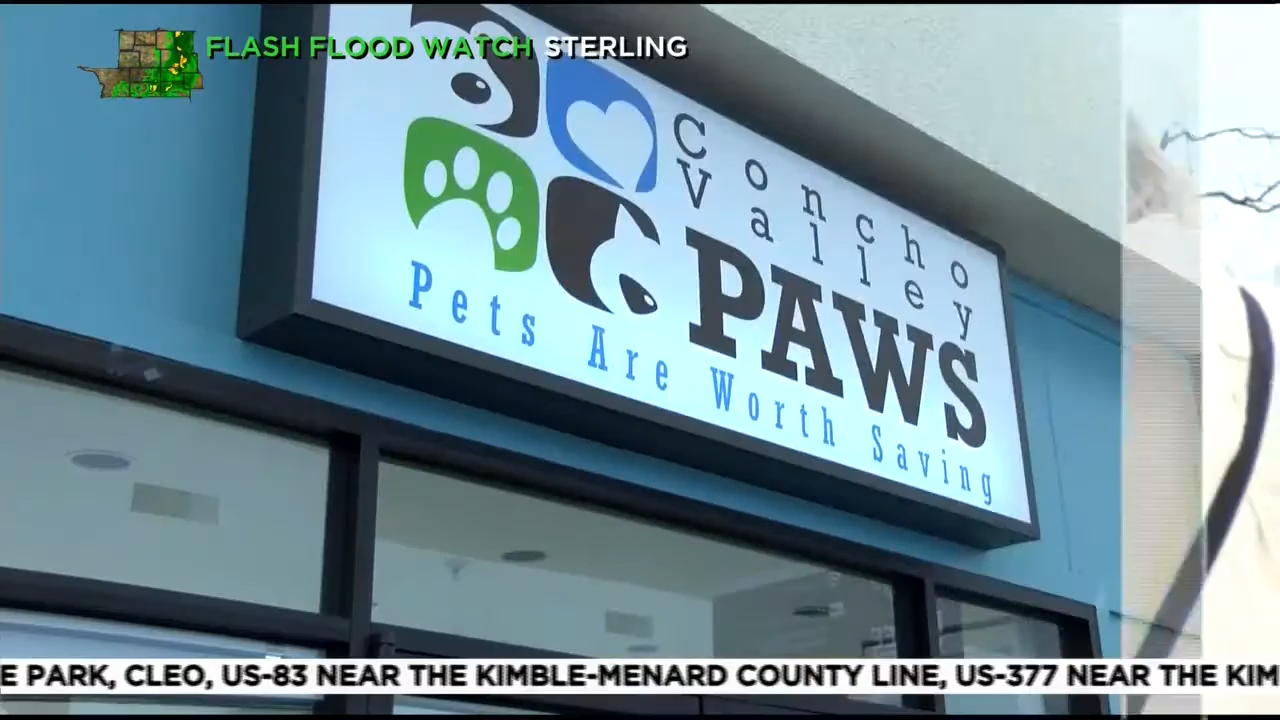 FLASH FLOOD WATCH STERLING
Concho
Valley
PAWS
Pets Are Worth Saving
E PARK, CLEO, US-83 NEAR THE KIMBLE-MENARD COUNTY LINE, US-377 NEAR THE KIM